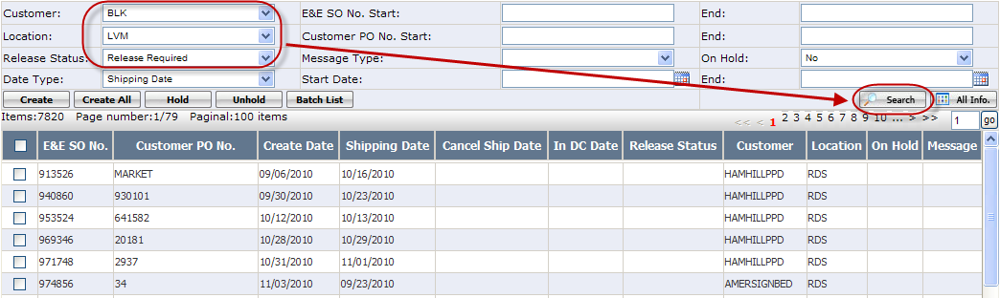 Customer: BLK E&E SO No. Start: End:
Location: LVM Customer PO No. Start: End:
Release Status: Release Required Message Type: On Hold: No
Date Type: Shipping Date Start Date: End:
Create Create All Hold Unhold Batch List Search All Info.
Items:7820 Page number:1/79 Paginal:100 items << < 1 2 3 4 5 6 7 8 9 10 ... > >> 1 go
E&E SO No. Customer PO No. Create Date Shipping Date Cancel Ship Date In DC Date Release Status Customer Location On Hold Message
913526 MARKET 09/06/2010 10/16/2010 HAMHILLPPD RDS
940860 930101 09/30/2010 10/23/2010 HAMHILLPPD RDS
953524 641582 10/12/2010 10/13/2010 HAMHILLPPD RDS
969346 20181 10/28/2010 10/29/2010 HAMHILLPPD RDS
971748 2937 10/31/2010 11/01/2010 HAMHILLPPD RDS
974856 34 11/03/2010 09/23/2010 AMERSIGNBED RDS